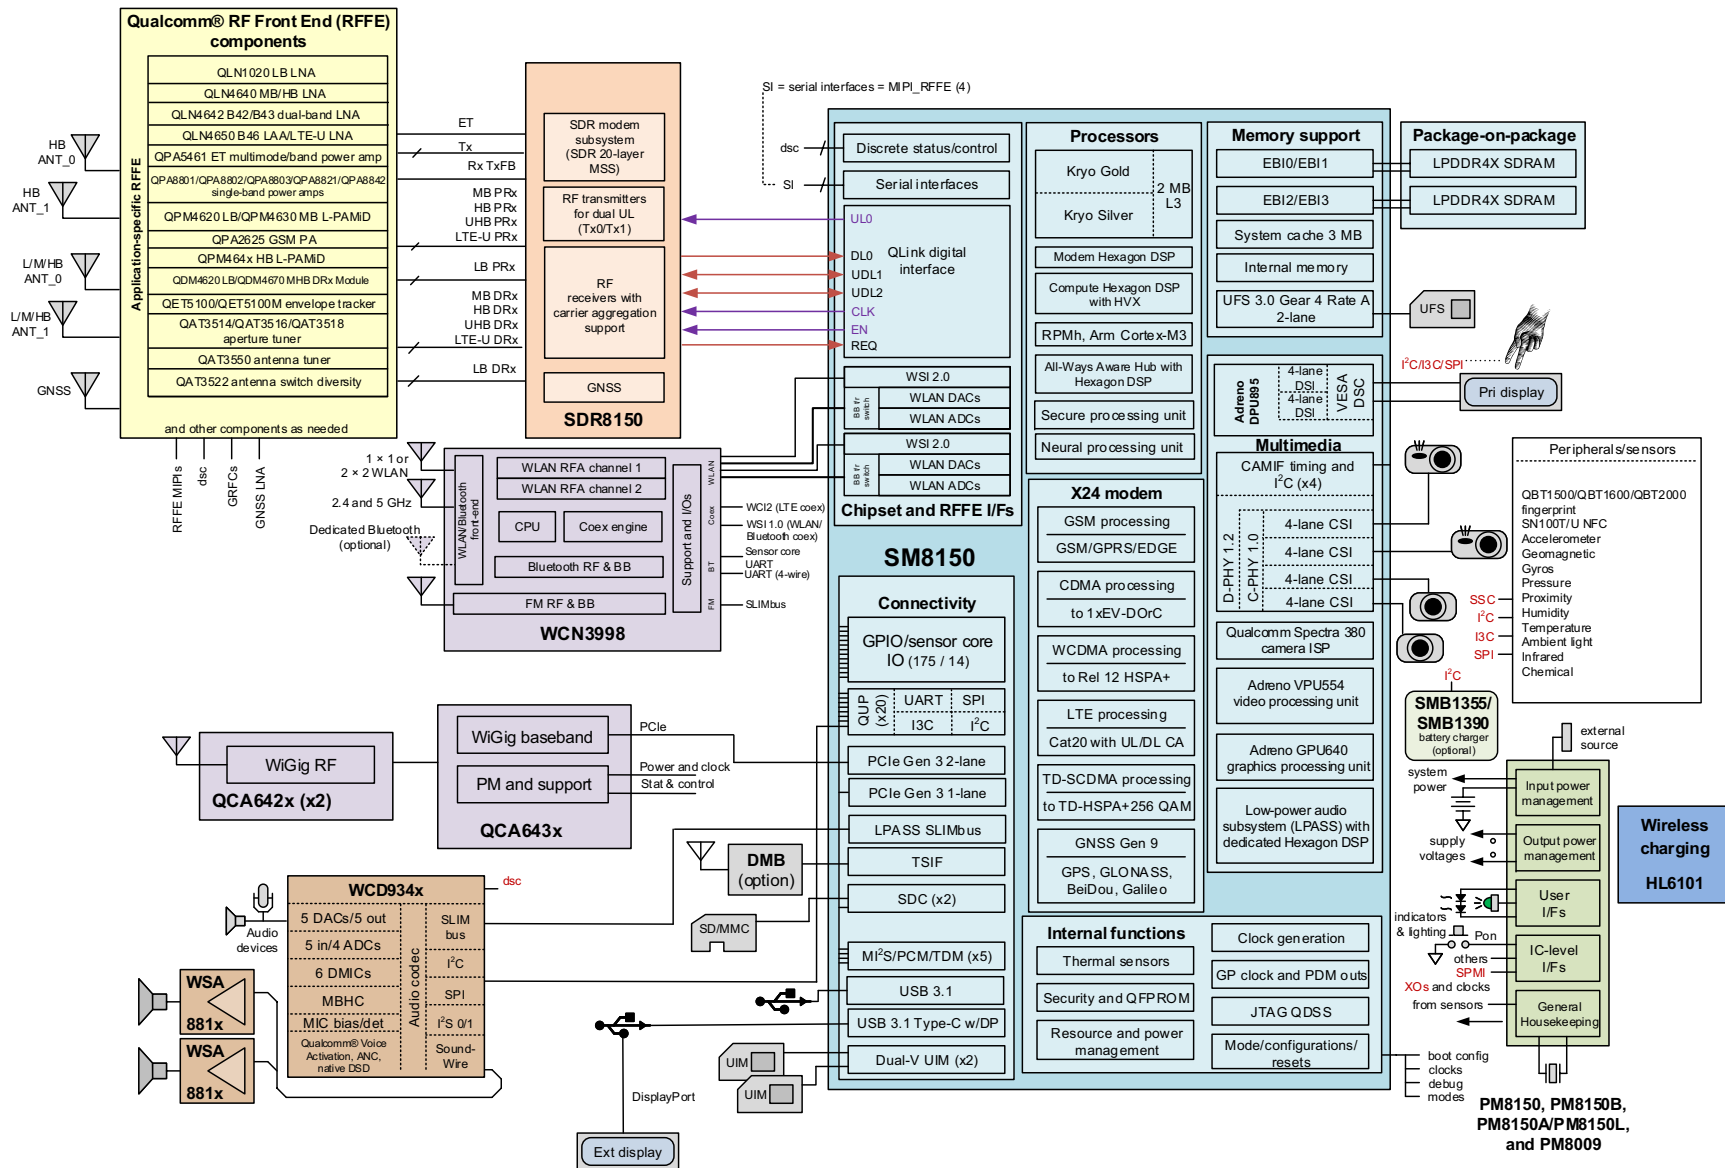 Qualcomm® RF Front End (RFFE)
components
Application-specific RFFE
QLN1020 LB LNA
QLN4640 MB/HB LNA
QLN4642 B42/B43 dual-band LNA
QLN4650 B46 LAA/LTE-U LNA
QPA5461 ET multimode/band power amp
QPA8801/QPA8802/QPA8803/QPA8821/QPA8842
single-band power amps
QPM4620 LB/QPM4630 MB L-PAMiD
QPA2625 GSM PA
QPM464x HB L-PAMiD
QDM4620 LB/QDM4670 MHB DRx Module
QET5100/QET5100M envelope tracker
QAT3514/QAT3516/QAT3518
aperture tuner
QAT3550 antenna tuner
QAT3522 antenna switch diversity
and other components as needed
HB
ANT_0
HB
ANT_1
L/M/HB
ANT_0
L/M/HB
ANT_1
GNSS
RFFE MIPIs
dsc
GRFCs
GNSS LNA
ET
Tx
Rx TxFB
MB PRx
HB PRx
UHB PRx
LTE-U PRx
LB PRx
MB DRx
HB DRx
UHB DRx
LTE-U DRx
LB DRx
SDR modem
subsystem
(SDR 20-layer
MSS)
RF transmitters
for dual UL
(Tx0/Tx1)
RF
receivers with
carrier aggregation
support
GNSS
SDR8150
SI = serial interfaces = MIPI_RFFE (4)
dsc
SI
Discrete status/control
Serial interfaces
UL0
DL0
UDL1
UDL2
CLK
EN
REQ
QLink digital
interface
WSI 2.0
BB fr
switch
WLAN DACs
WLAN ADCs
WSI 2.0
BB fr
switch
WLAN DACs
WLAN ADCs
Chipset and RFFE I/Fs
SM8150
Processors
Kryo Gold
Kryo Silver
2 MB
L3
Modem Hexagon DSP
Compute Hexagon DSP
with HVX
RPMh, Arm Cortex-M3
All-Ways Aware Hub with
Hexagon DSP
Secure processing unit
Neural processing unit
Memory support
EBI0/EBI1
EBI2/EBI3
System cache 3 MB
Internal memory
UFS 3.0 Gear 4 Rate A
2-lane
Package-on-package
LPDDR4X SDRAM
LPDDR4X SDRAM
UFS
I²C/I3C/SPI
Pri display
Adreno
DPU895
4-lane
DSI
4-lane
DSI
VESA
DSC
Multimedia
CAMIF timing and
I²C (x4)
D-PHY 1.2
C-PHY 1.0
4-lane CSI
4-lane CSI
4-lane CSI
4-lane CSI
Qualcomm Spectra 380
camera ISP
Adreno VPU554
video processing unit
Adreno GPU640
graphics processing unit
Low-power audio
subsystem (LPASS) with
dedicated Hexagon DSP
X24 modem
GSM processing
GSM/GPRS/EDGE
CDMA processing
to 1xEV-DOrC
WCDMA processing
to Rel 12 HSPA+
LTE processing
Cat20 with UL/DL CA
TD-SCDMA processing
to TD-HSPA+256 QAM
GNSS Gen 9
GPS, GLONASS,
BeiDou, Galileo
1 × 1 or
2 × 2 WLAN
2.4 and 5 GHz
Dedicated Bluetooth
(optional)
WLAN/Bluetooth
front-end
WLAN RFA channel 1
WLAN RFA channel 2
CPU
Coex engine
Bluetooth RF & BB
FM RF & BB
Support and I/Os
WLAN
Coex
BT
FM
WCN3998
WCI2 (LTE coex)
WSI 1.0 (WLAN/
Bluetooth coex)
Sensor core
UART
UART (4-wire)
SLIMbus
Connectivity
GPIO/sensor core
IO (175 / 14)
QUP
(x20)
UART
SPI
I3C
I²C
PCIe Gen 3 2-lane
PCIe Gen 3 1-lane
LPASS SLIMbus
TSIF
SDC (x2)
MI²S/PCM/TDM (x5)
USB 3.1
USB 3.1 Type-C w/DP
Dual-V UIM (x2)
WiGig RF
QCA642x (x2)
WiGig baseband
PM and support
QCA643x
PCIe
Power and clock
Stat & control
DMB
(option)
SD/MMC
UIM
UIM
DisplayPort
Ext display
Audio
devices
WCD934x
dsc
5 DACs/5 out
5 in/4 ADCs
6 DMICs
MBHC
MIC bias/det
Qualcomm® Voice
Activation, ANC,
native DSD
Audio codec
SLIM
bus
I²C
SPI
I²S 0/1
Sound-
Wire
WSA
881x
WSA
881x
Internal functions
Thermal sensors
Security and QFPROM
Resource and power
management
Clock generation
GP clock and PDM outs
JTAG QDSS
Mode/configurations/
resets
boot config
clocks
debug
modes
Peripherals/sensors
QBT1500/QBT1600/QBT2000
fingerprint
SN100T/U NFC
Accelerometer
Geomagnetic
Gyros
Pressure
Proximity
Humidity
Temperature
Ambient light
Infrared
Chemical
SSC
I²C
I3C
SPI
I²C
SMB1355/
SMB1390
battery charger
(optional)
external
source
system
power
supply
voltages
indicators
& lighting
Pon
others
SPMI
XOs and clocks
from sensors
Input power
management
Output power
management
User
I/Fs
IC-level
I/Fs
General
Housekeeping
PM8150, PM8150B,
PM8150A/PM8150L,
and PM8009
Wireless
charging
HL6101